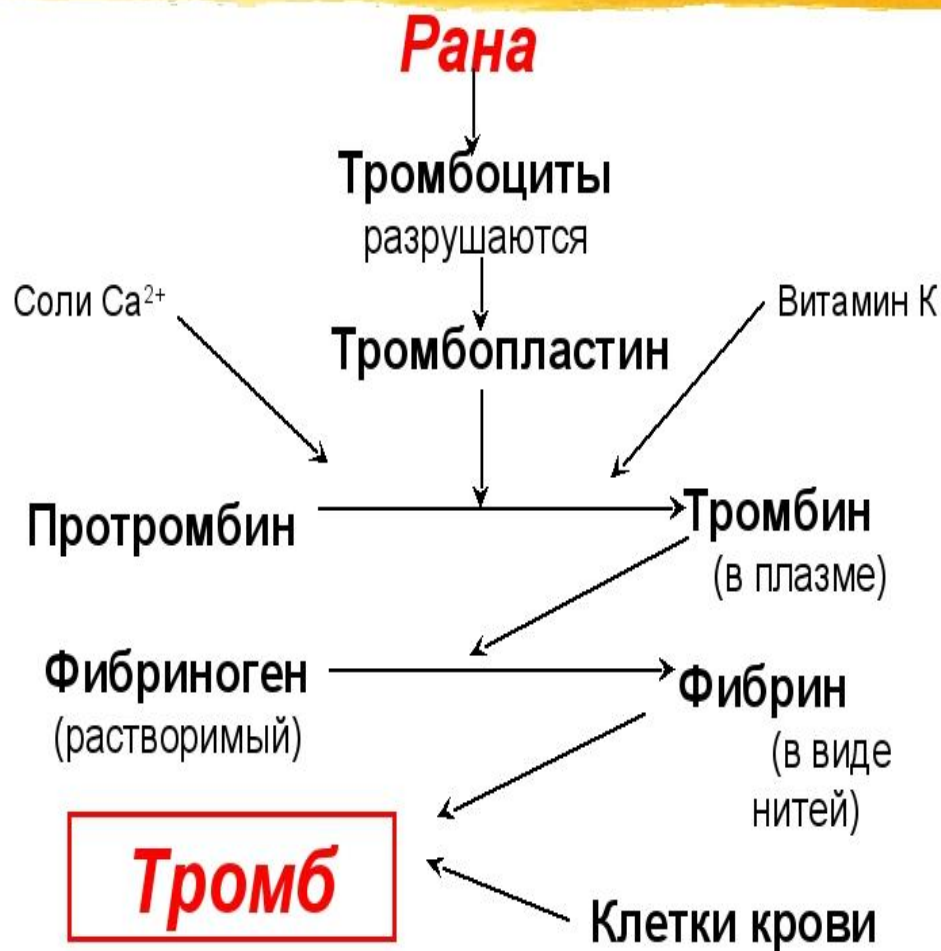 Рана
Тромбоциты
разрушаются
Соли Ca²⁺
Витамин К
Тромбопластин
Протромбин
Тромбин
(в плазме)
Фибриноген
(растворимый)
Фибрин
(в виде
нитей)
Тромб
Клетки крови